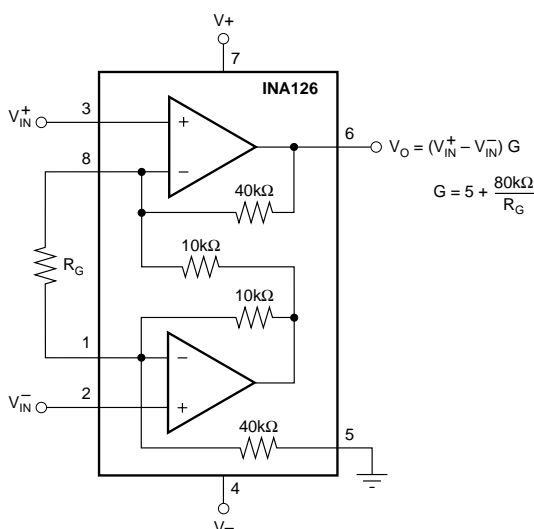 V+
7
INA126
V+IN
3
6
VO = (V+IN – V–IN) G
8
40kΩ
G = 5 + 80kΩ
RG
10kΩ
RG
10kΩ
1
V–IN
2
40kΩ
5
4
V–